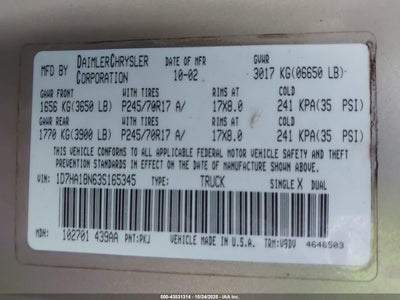 MFD BY DAIMLERCHRYSLER CORPORATION DATE OF MFR 10-02 GVWR 3017 KG(06650 LB)
GAWR FRONT WITH TIRES RIMS AT COLD
1656 KG(3650 LB) P245/70R17 A/ 17X8.0 241 KPA(35 PSI)
GAWR REAR WITH TIRES RIMS AT COLD
1770 KG(3900 LB) P245/70R17 A/ 17X8.0 241 KPA(35 PSI)
THIS VEHICLE CONFORMS TO ALL APPLICABLE FEDERAL MOTOR VEHICLE SAFETY AND
BUMPER STANDARDS IN EFFECT ON THE DATE OF MANUFACTURE SHOWN ABOVE.
VIN: 1D7HA18N63S165345 TYPE: TRUCK SINGLE X DUAL
MDH: 102701 439AA PNT:PKJ VEHICLE MADE IN U.S.A. TRM:V9DV
4646503
ID: 43531314 - 10/24/2025 - © IAA, Inc.